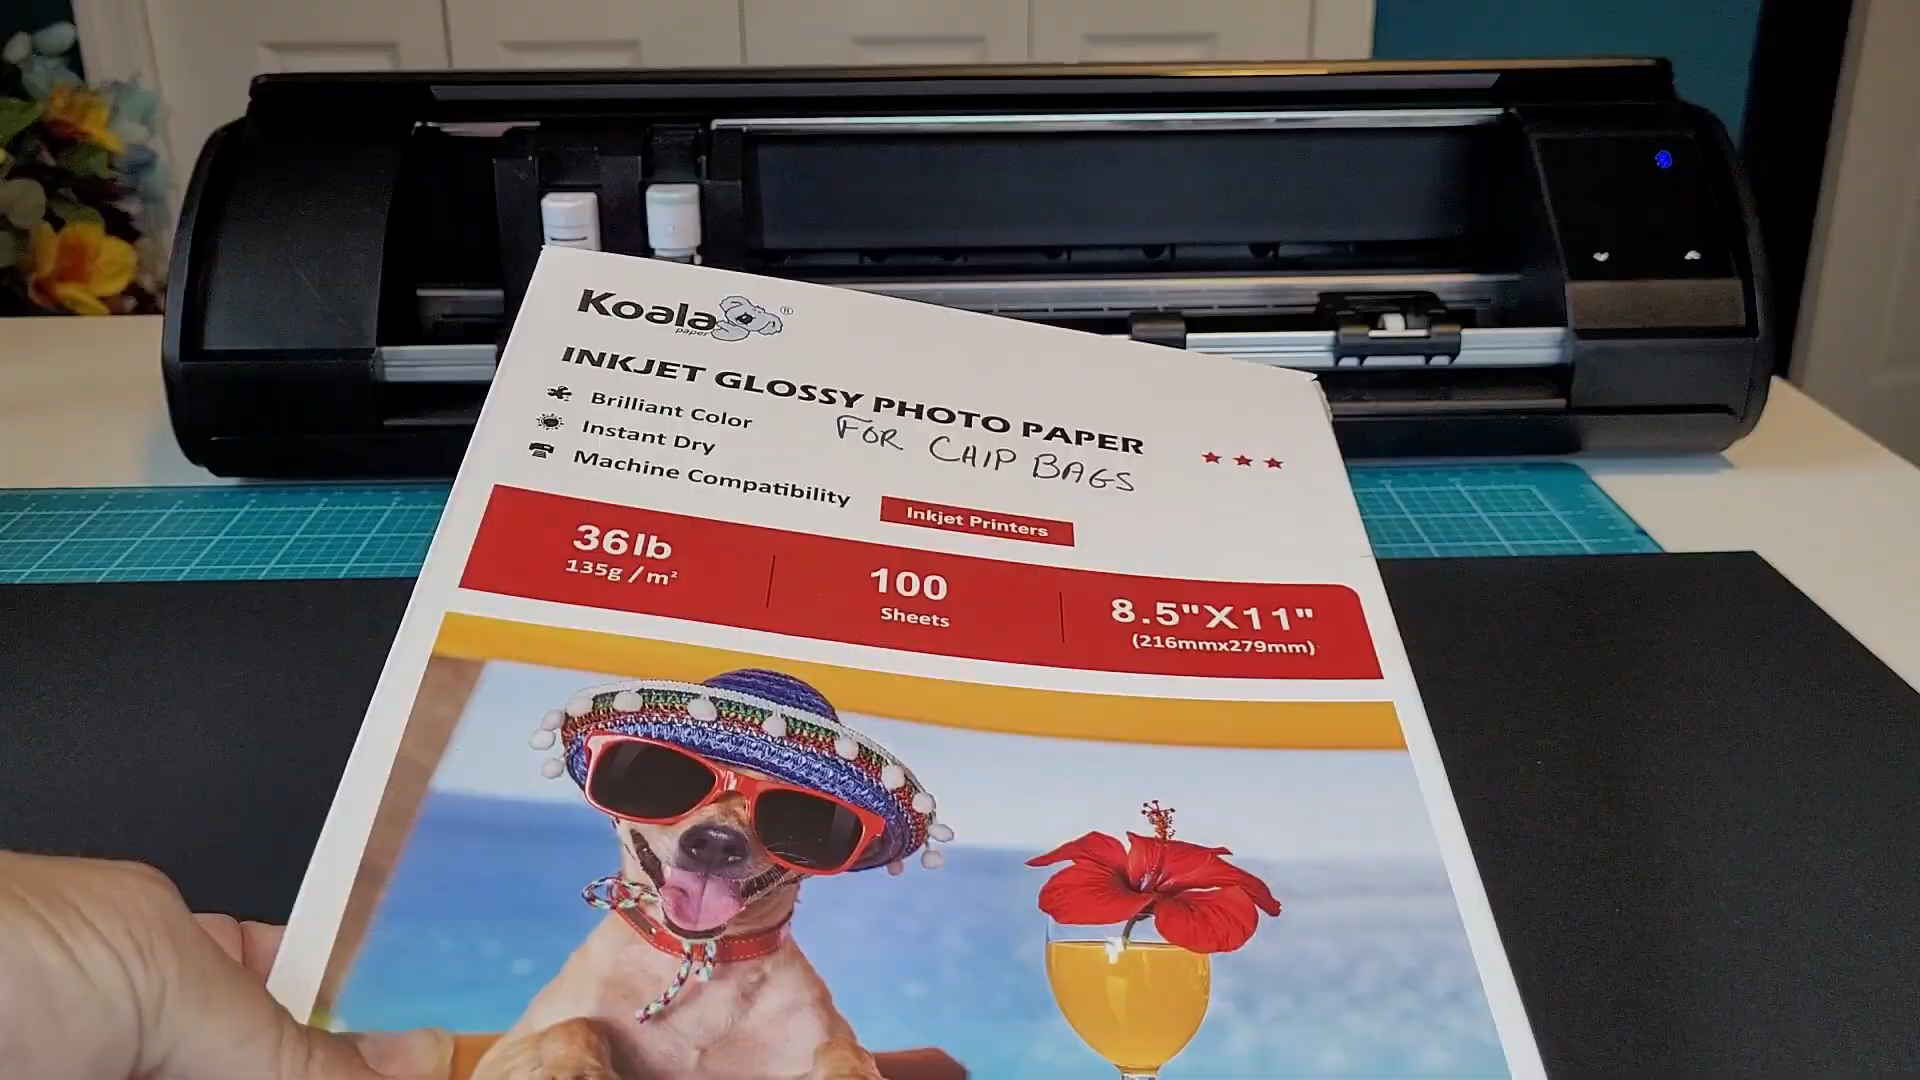 Koala
paper ®
INKJET GLOSSY PHOTO PAPER
Brilliant Color
Instant Dry
Machine Compatibility
FOR CHIP BAGS
Inkjet Printers
36lb
135g/m²
100
Sheets
8.5"X11"
(216mmx279mm)